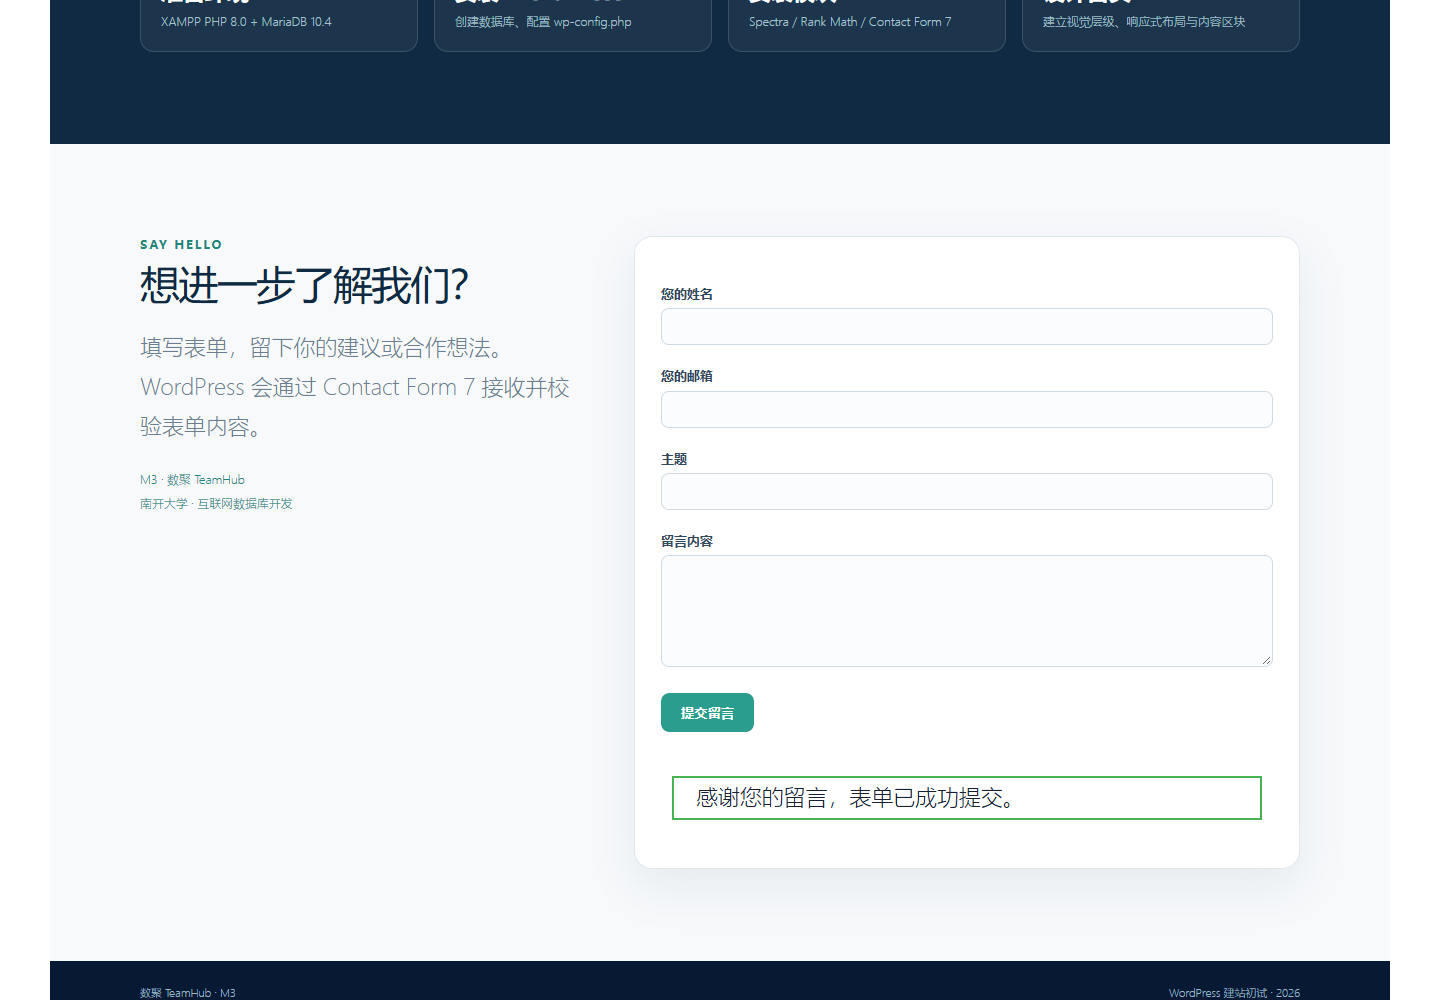 XAMPP PHP 8.0 + MariaDB 10.4
创建数据库、配置 wp-config.php
Spectra / Rank Math / Contact Form 7
建立视觉层级、响应式布局与内容区块
SAY HELLO
想进一步了解我们？
填写表单，留下你的建议或合作想法。
WordPress 会通过 Contact Form 7 接收并校
验表单内容。
M3 · 数聚 TeamHub
南开大学 · 互联网数据库开发
您的姓名
您的邮箱
主题
留言内容
提交留言
感谢您的留言，表单已成功提交。
数聚 TeamHub · M3
WordPress 建站初试 · 2026